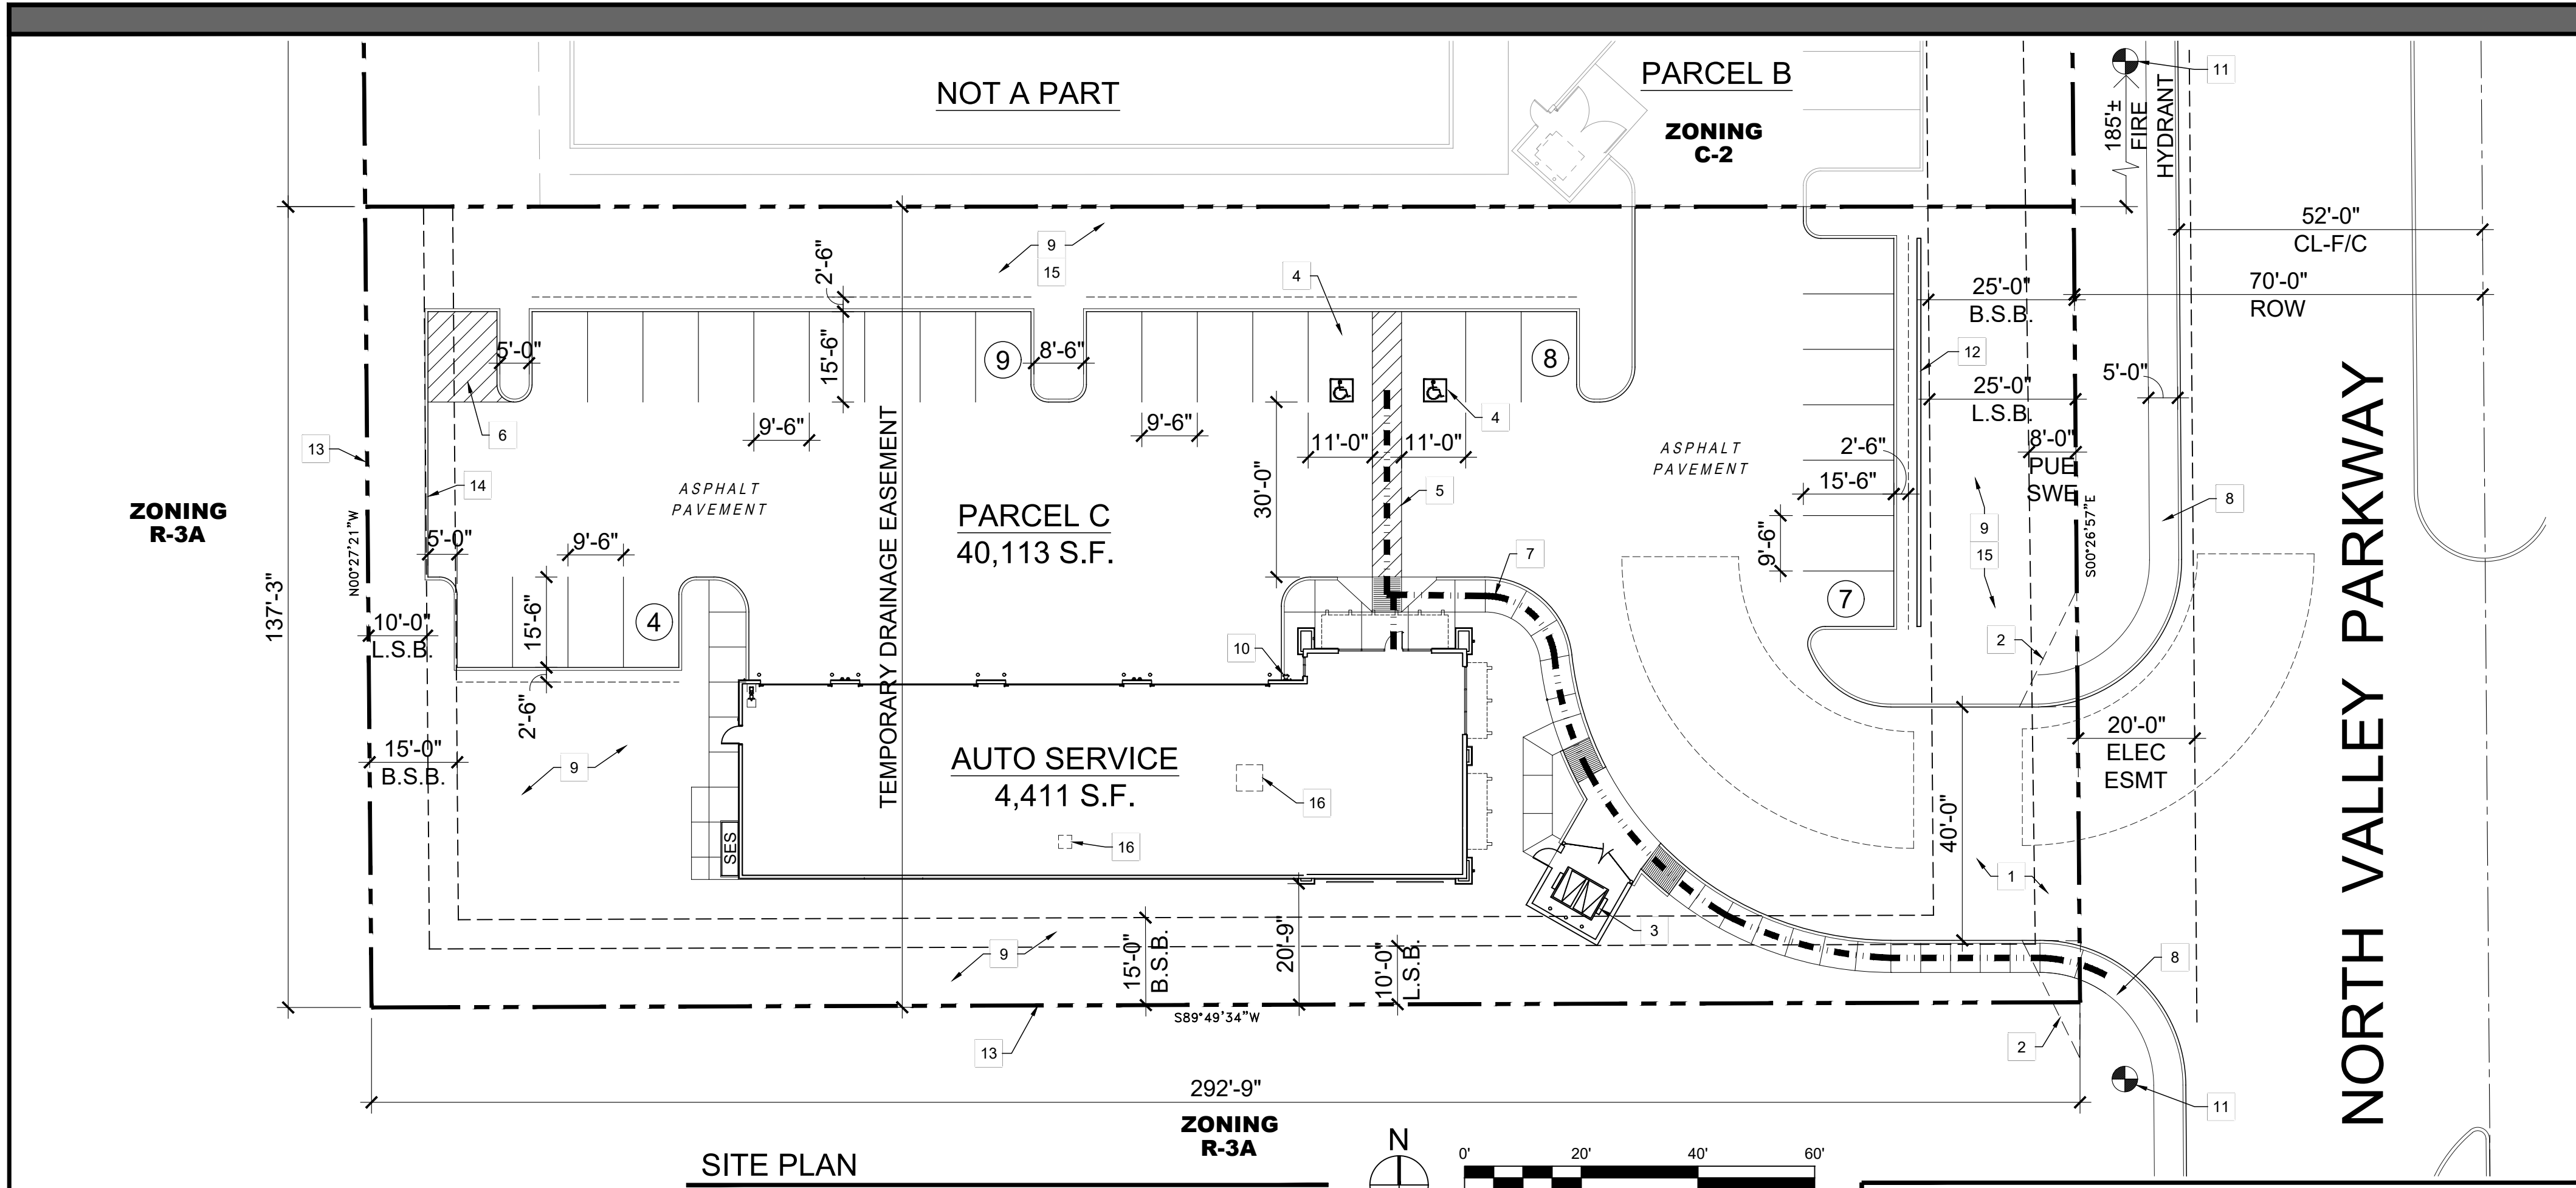 NOT A PART
PARCEL B
ZONING
C-2
11
185'±
FIRE
HYDRANT
52'-0"
CL-F/C
70'-0"
ROW
9
15
4
2'-6"
15'-6"
25'-0"
B.S.B.
12
25'-0"
L.S.B.
5'-0"
8'-0"
PUE
SWE
5'-0"
9
8'-6"
8
6
9'-6"
9'-6"
4
11'-0"
11'-0"
30'-0"
5
ASPHALT
PAVEMENT
2'-6"
15'-6"
9'-6"
7
13
14
ZONING
R-3A
N00°27'21"W
137'-3"
ASPHALT
PAVEMENT
TEMPORARY DRAINAGE EASEMENT
PARCEL C
40,113 S.F.
S00°26'57"E
8
9
15
2
NORTH VALLEY PARKWAY
5'-0"
9'-6"
15'-6"
4
2'-6"
10'-0"
L.S.B.
15'-0"
B.S.B.
9
7
10
AUTO SERVICE
4,411 S.F.
16
16
SES
20'-0"
ELEC
ESMT
40'-0"
1
3
9
15'-0"
B.S.B.
20'-9"
10'-0"
L.S.B.
8
S89°49'34"W
13
2
11
292'-9"
ZONING
R-3A
SITE PLAN
N
0'
20'
40'
60'